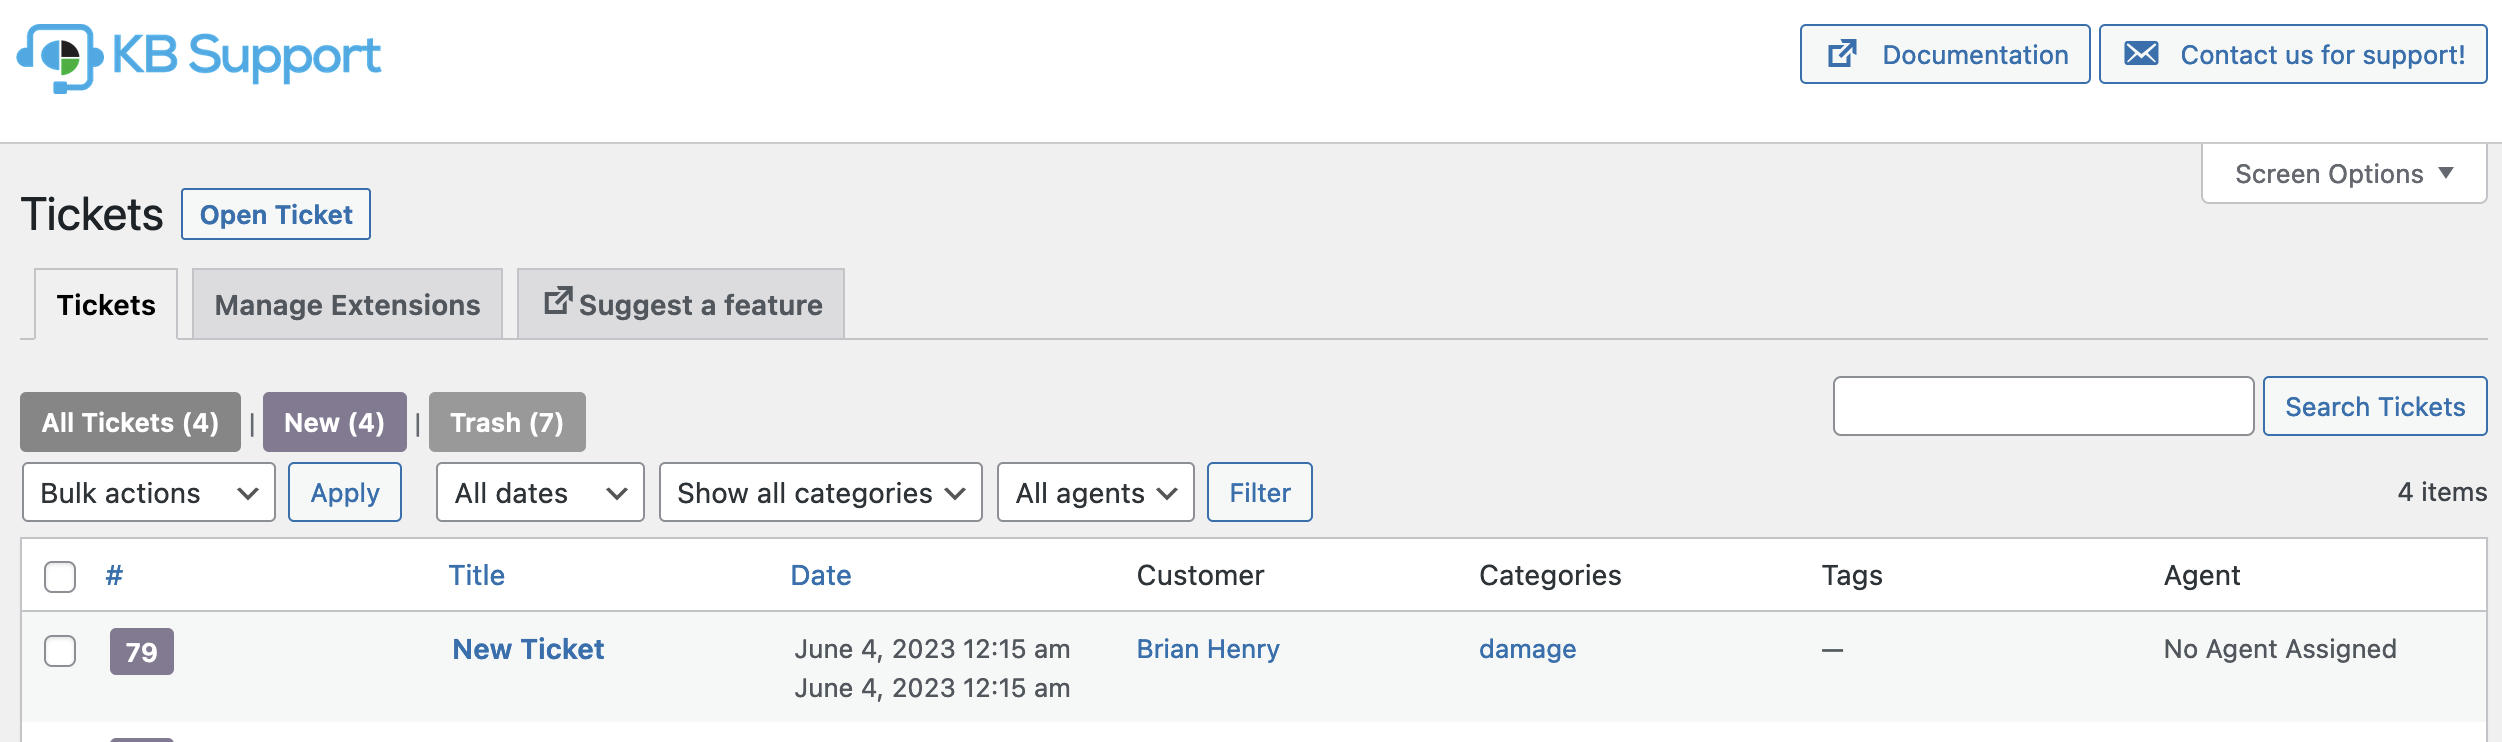 KB Support
Documentation
Contact us for support!
Screen Options
Tickets
Open Ticket
Tickets
Manage Extensions
Suggest a feature
All Tickets (4) | New (4) | Trash (7)
Search Tickets
Bulk actions
Apply
All dates
Show all categories
All agents
Filter
4 items
# Title Date Customer Categories Tags Agent
79 New Ticket June 4, 2023 12:15 am Brian Henry damage — No Agent Assigned
June 4, 2023 12:15 am